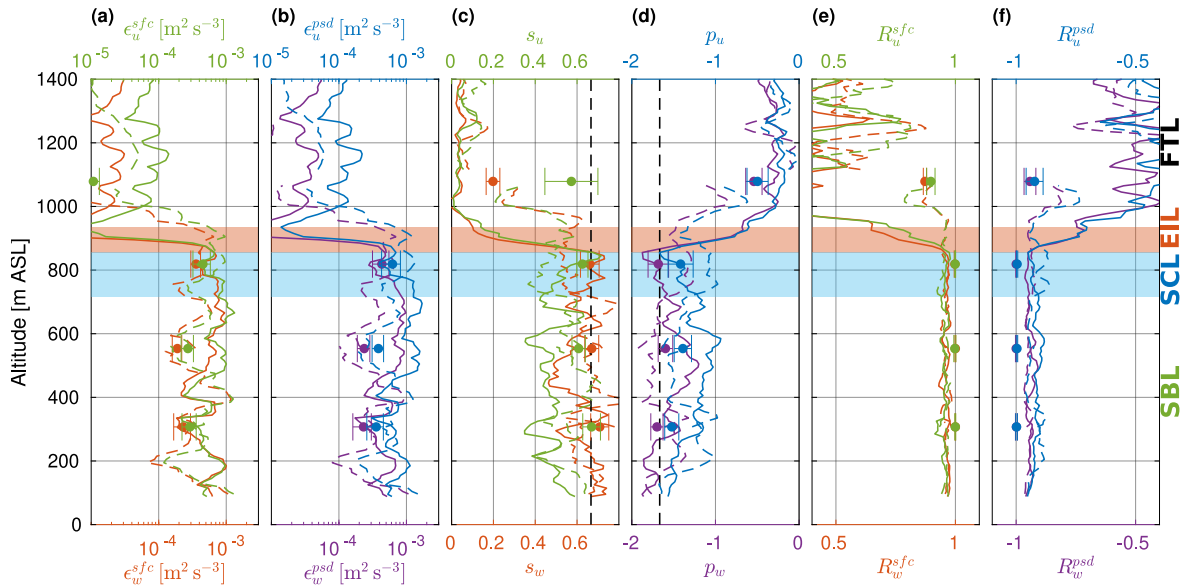 (a) ϵ_u^{sfc} [m² s⁻³] (b) ϵ_u^{psd} [m² s⁻³] (c) s_u (d) p_u (e) R_u^{sfc} (f) R_u^{psd}
10⁻⁵ 10⁻⁴ 10⁻³ 10⁻⁵ 10⁻⁴ 10⁻³ 0 0.2 0.6 -2 -1 0 0.5 1 -1 -0.5
1400
1200
1000
800
600
400
200
0
Altitude [m ASL]
FTL
EIL
SCL
SBL
10⁻⁴ 10⁻³ 10⁻⁴ 10⁻³ 0 0.2 0.6 -2 -1 0 0.5 1 -1 -0.5
ϵ_w^{sfc} [m² s⁻³] ϵ_w^{psd} [m² s⁻³] s_w p_w R_w^{sfc} R_w^{psd}